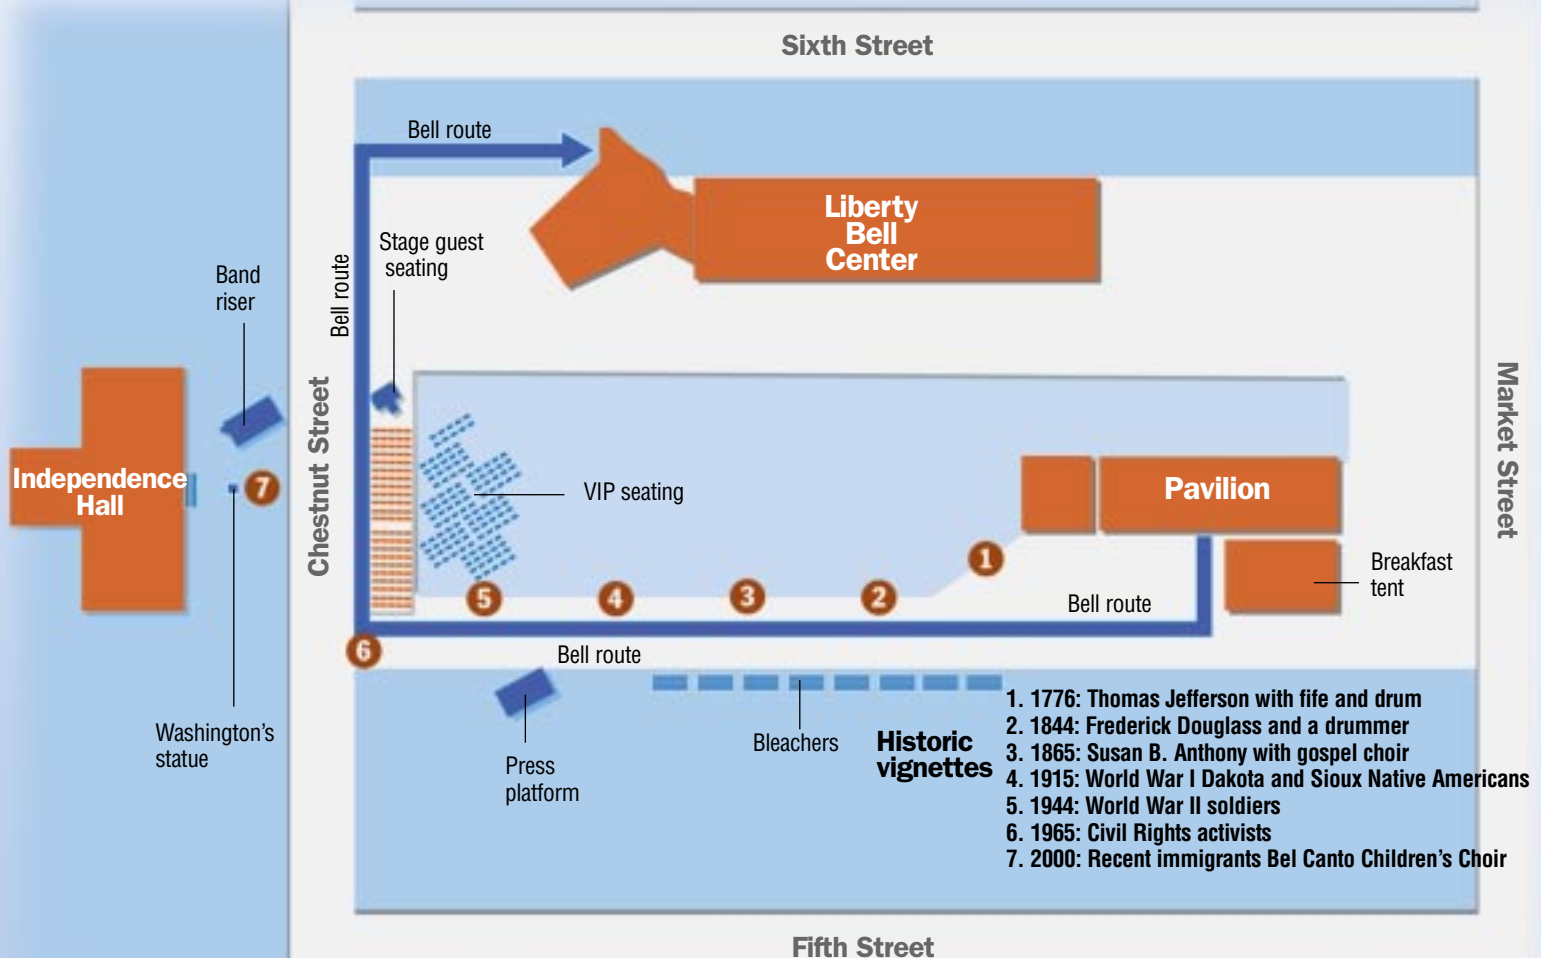 Sixth Street
Bell route
Liberty
Bell
Center
Stage guest
seating
Bell route
Band
riser
Chestnut Street
Market Street
Independence
Hall
7
VIP seating
Pavilion
1
Breakfast
tent
5
4
3
2
Bell route
6
Bell route
Washington's
statue
Press
platform
Bleachers
Historic
vignettes
1. 1776: Thomas Jefferson with fife and drum
2. 1844: Frederick Douglass and a drummer
3. 1865: Susan B. Anthony with gospel choir
4. 1915: World War I Dakota and Sioux Native Americans
5. 1944: World War II soldiers
6. 1965: Civil Rights activists
7. 2000: Recent immigrants Bel Canto Children's Choir
Fifth Street